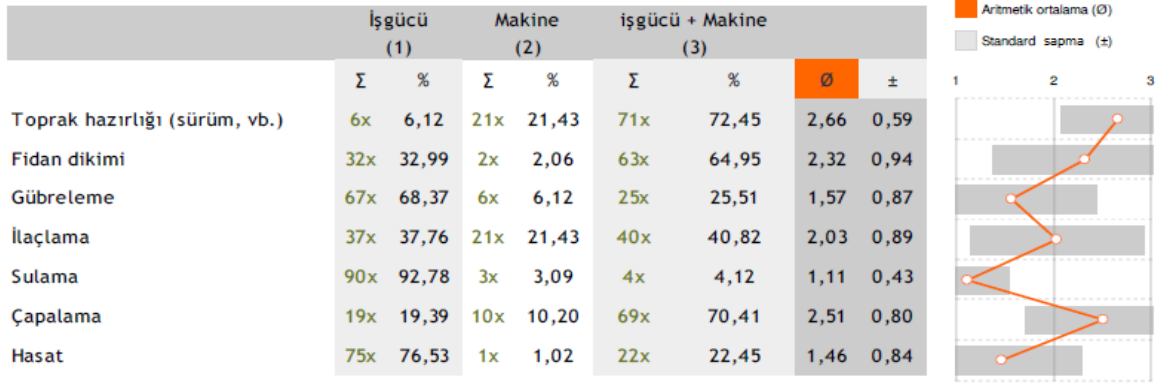 İşgücü Makine işgücü + Makine
(1) (2) (3)
Σ % Σ % Σ % Ø ±
Toprak hazırlığı (sürüm, vb.) 6x 6,12 21x 21,43 71x 72,45 2,66 0,59
Fidan dikimi 32x 32,99 2x 2,06 63x 64,95 2,32 0,94
Gübreleme 67x 68,37 6x 6,12 25x 25,51 1,57 0,87
İlaçlama 37x 37,76 21x 21,43 40x 40,82 2,03 0,89
Sulama 90x 92,78 3x 3,09 4x 4,12 1,11 0,43
Çapalama 19x 19,39 10x 10,20 69x 70,41 2,51 0,80
Hasat 75x 76,53 1x 1,02 22x 22,45 1,46 0,84
Aritmetik ortalama (Ø)
Standard sapma (±)
1 2 3